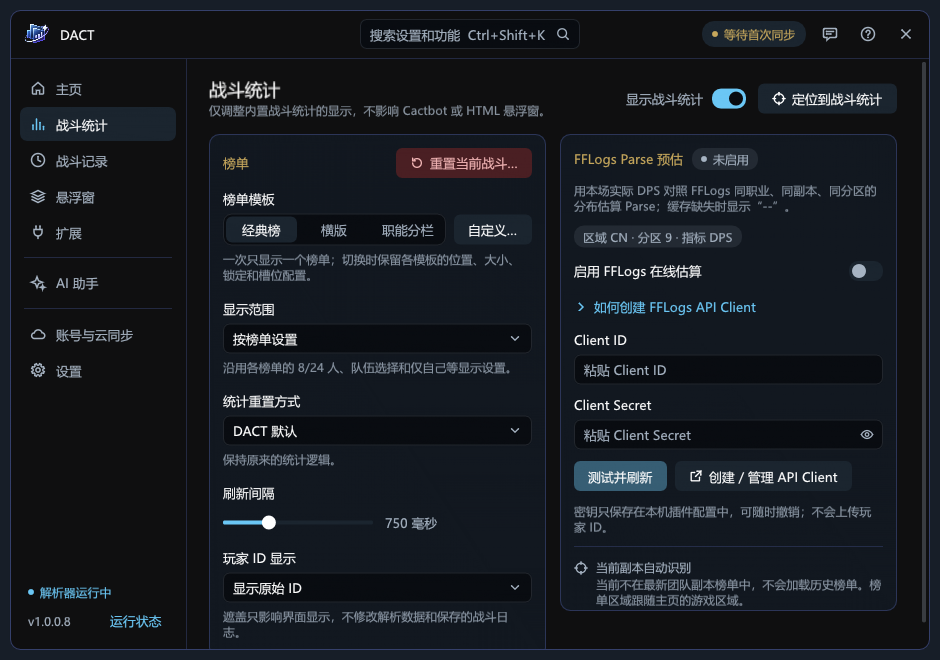 DACT
搜索设置和功能 Ctrl+Shift+K
等待首次同步
主页
战斗统计
战斗记录
悬浮窗
扩展
AI 助手
账号与云同步
设置
解析器运行中
v1.0.0.8
运行状态
战斗统计
仅调整内置战斗统计的显示，不影响 Cactbot 或 HTML 悬浮窗。
显示战斗统计
定位到战斗统计
榜单
重置当前战斗...
榜单模板
经典榜
横版
职能分栏
自定义...
一次只显示一个榜单；切换时保留各模板的位置、大小、
锁定和槽位配置。
显示范围
按榜单设置
沿用各榜单的 8/24 人、队伍选择和仅自己等显示设置。
统计重置方式
DACT 默认
保持原来的统计逻辑。
刷新间隔
750 毫秒
玩家 ID 显示
显示原始 ID
遮盖只影响界面显示，不修改解析数据和保存的战斗日
志。
FFLogs Parse 预估
未启用
用本场实际 DPS 对照 FFLogs 同职业、同副本、同分区的
分布估算 Parse；缓存缺失时显示“--”。
区域 CN · 分区 9 · 指标 DPS
启用 FFLogs 在线估算
如何创建 FFLogs API Client
Client ID
粘贴 Client ID
Client Secret
粘贴 Client Secret
测试并刷新
创建 / 管理 API Client
密钥只保存在本机插件配置中，可随时撤销；不会上传玩
家 ID。
当前副本自动识别
当前不在最新团队副本榜单中，不会加载历史榜单。榜
单区域跟随主页的游戏区域。